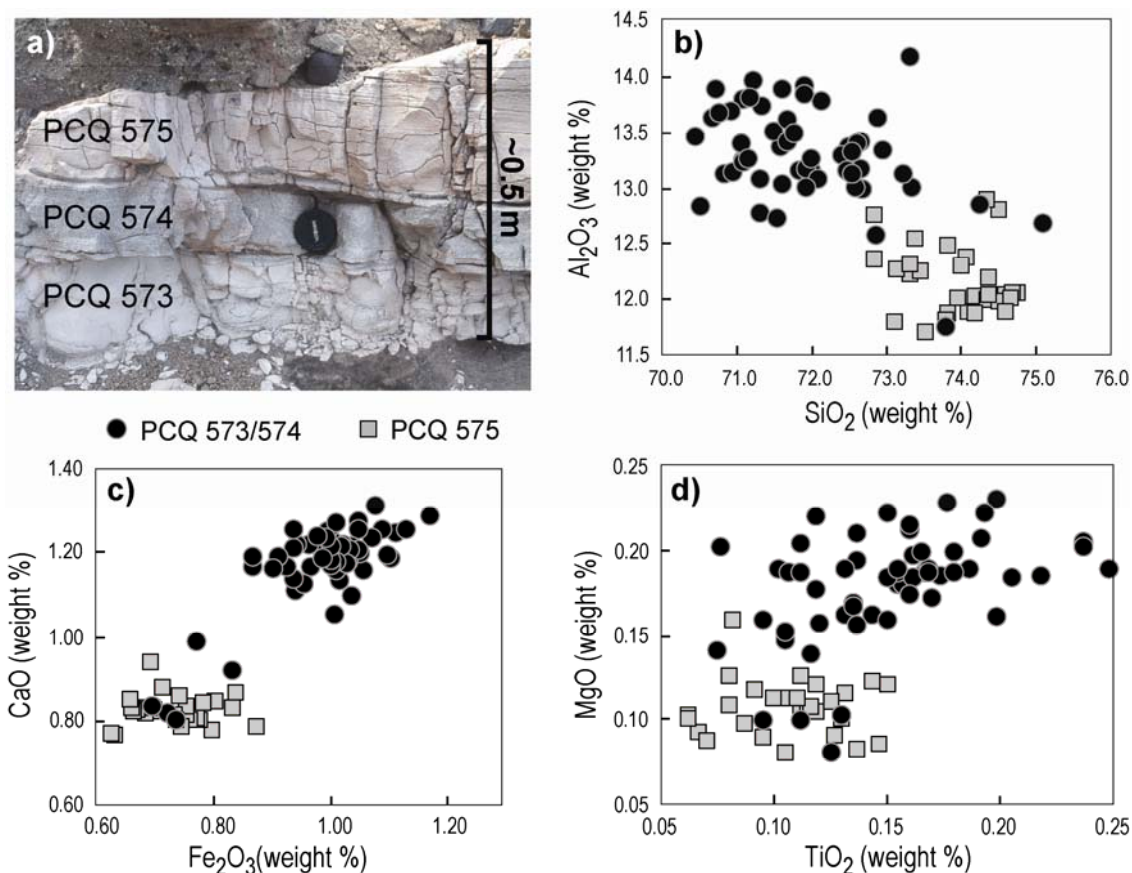 a)
PCQ 575
PCQ 574
PCQ 573
~0.5 m
b)
Al₂O₃ (weight %)
14.0
13.5
13.0
12.5
12.0
11.5
70.0 71.0 72.0 73.0 74.0 75.0 76.0
SiO₂ (weight %)
PCQ 573/574 PCQ 575
c)
CaO (weight %)
1.40
1.20
1.00
0.80
0.60
0.60 0.80 1.00 1.20
Fe₂O₃(weight %)
d)
MgO (weight %)
0.25
0.20
0.15
0.10
0.05
0.05 0.10 0.15 0.20 0.25
TiO₂ (weight %)